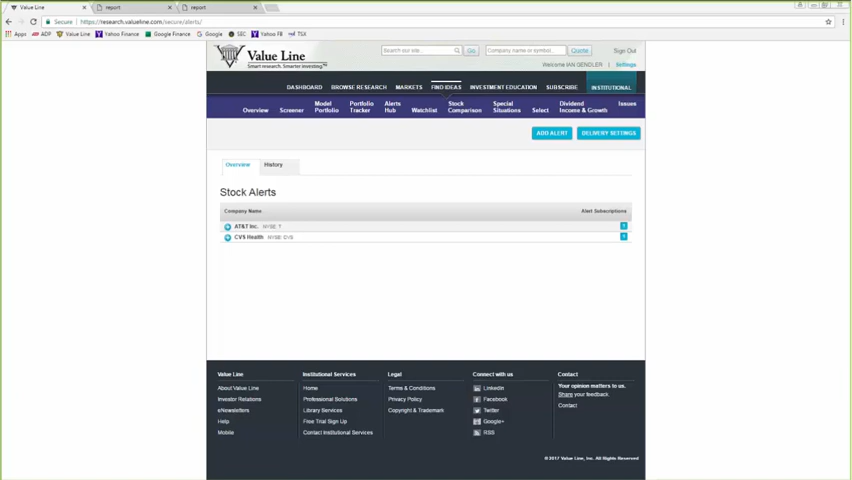 Value Line
report
report
Secure https://research.valueline.com/secure/alerts/
Apps ADP Value Line Yahoo Finance Google Finance Google SEC Yahoo FB TSX
Value Line
Smart research. Smarter investing.™
Search our site... Go Company name or symbol... Quote Sign Out
Welcome IAN GENDLER Settings
DASHBOARD BROWSE RESEARCH MARKETS FIND IDEAS INVESTMENT EDUCATION SUBSCRIBE INSTITUTIONAL
Overview Screener Model Portfolio Portfolio Tracker Alerts Hub Watchlist Stock Comparison Special Situations Select Dividend Income & Growth Issues
ADD ALERT DELIVERY SETTINGS
Overview History
Stock Alerts
Company Name Alert Subscriptions
AT&T Inc. NYSE: T 1
CVS Health NYSE: CVS 1
Value Line Institutional Services Legal Connect with us Contact
About Value Line Home Terms & Conditions LinkedIn Your opinion matters to us.
Share your feedback.
Investor Relations Professional Solutions Privacy Policy Facebook
eNewsletters Library Services Copyright & Trademark Twitter Contact
Help Free Trial Sign Up Google+
Mobile Contact Institutional Services RSS
©2017 Value Line, Inc. All Rights Reserved